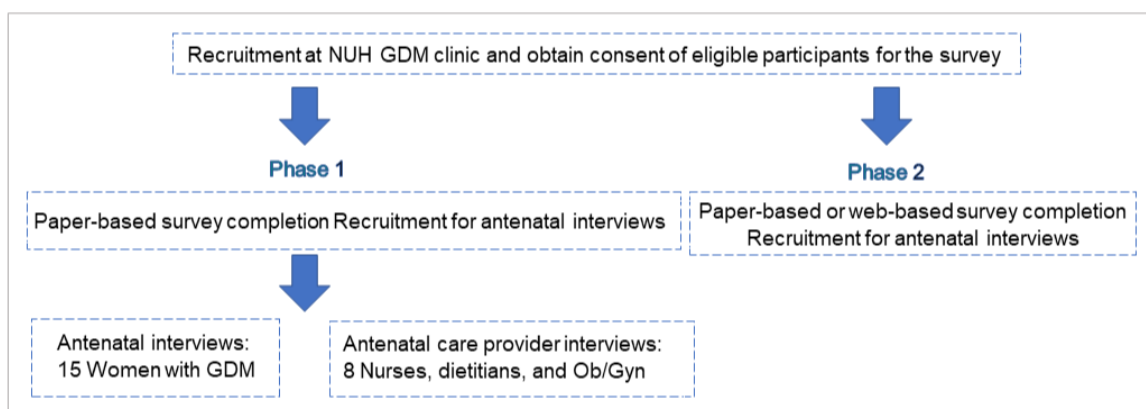 Recruitment at NUH GDM clinic and obtain consent of eligible participants for the survey
Phase 1
Paper-based survey completion Recruitment for antenatal interviews
Phase 2
Paper-based or web-based survey completion
Recruitment for antenatal interviews
Antenatal interviews:
15 Women with GDM
Antenatal care provider interviews:
8 Nurses, dietitians, and Ob/Gyn